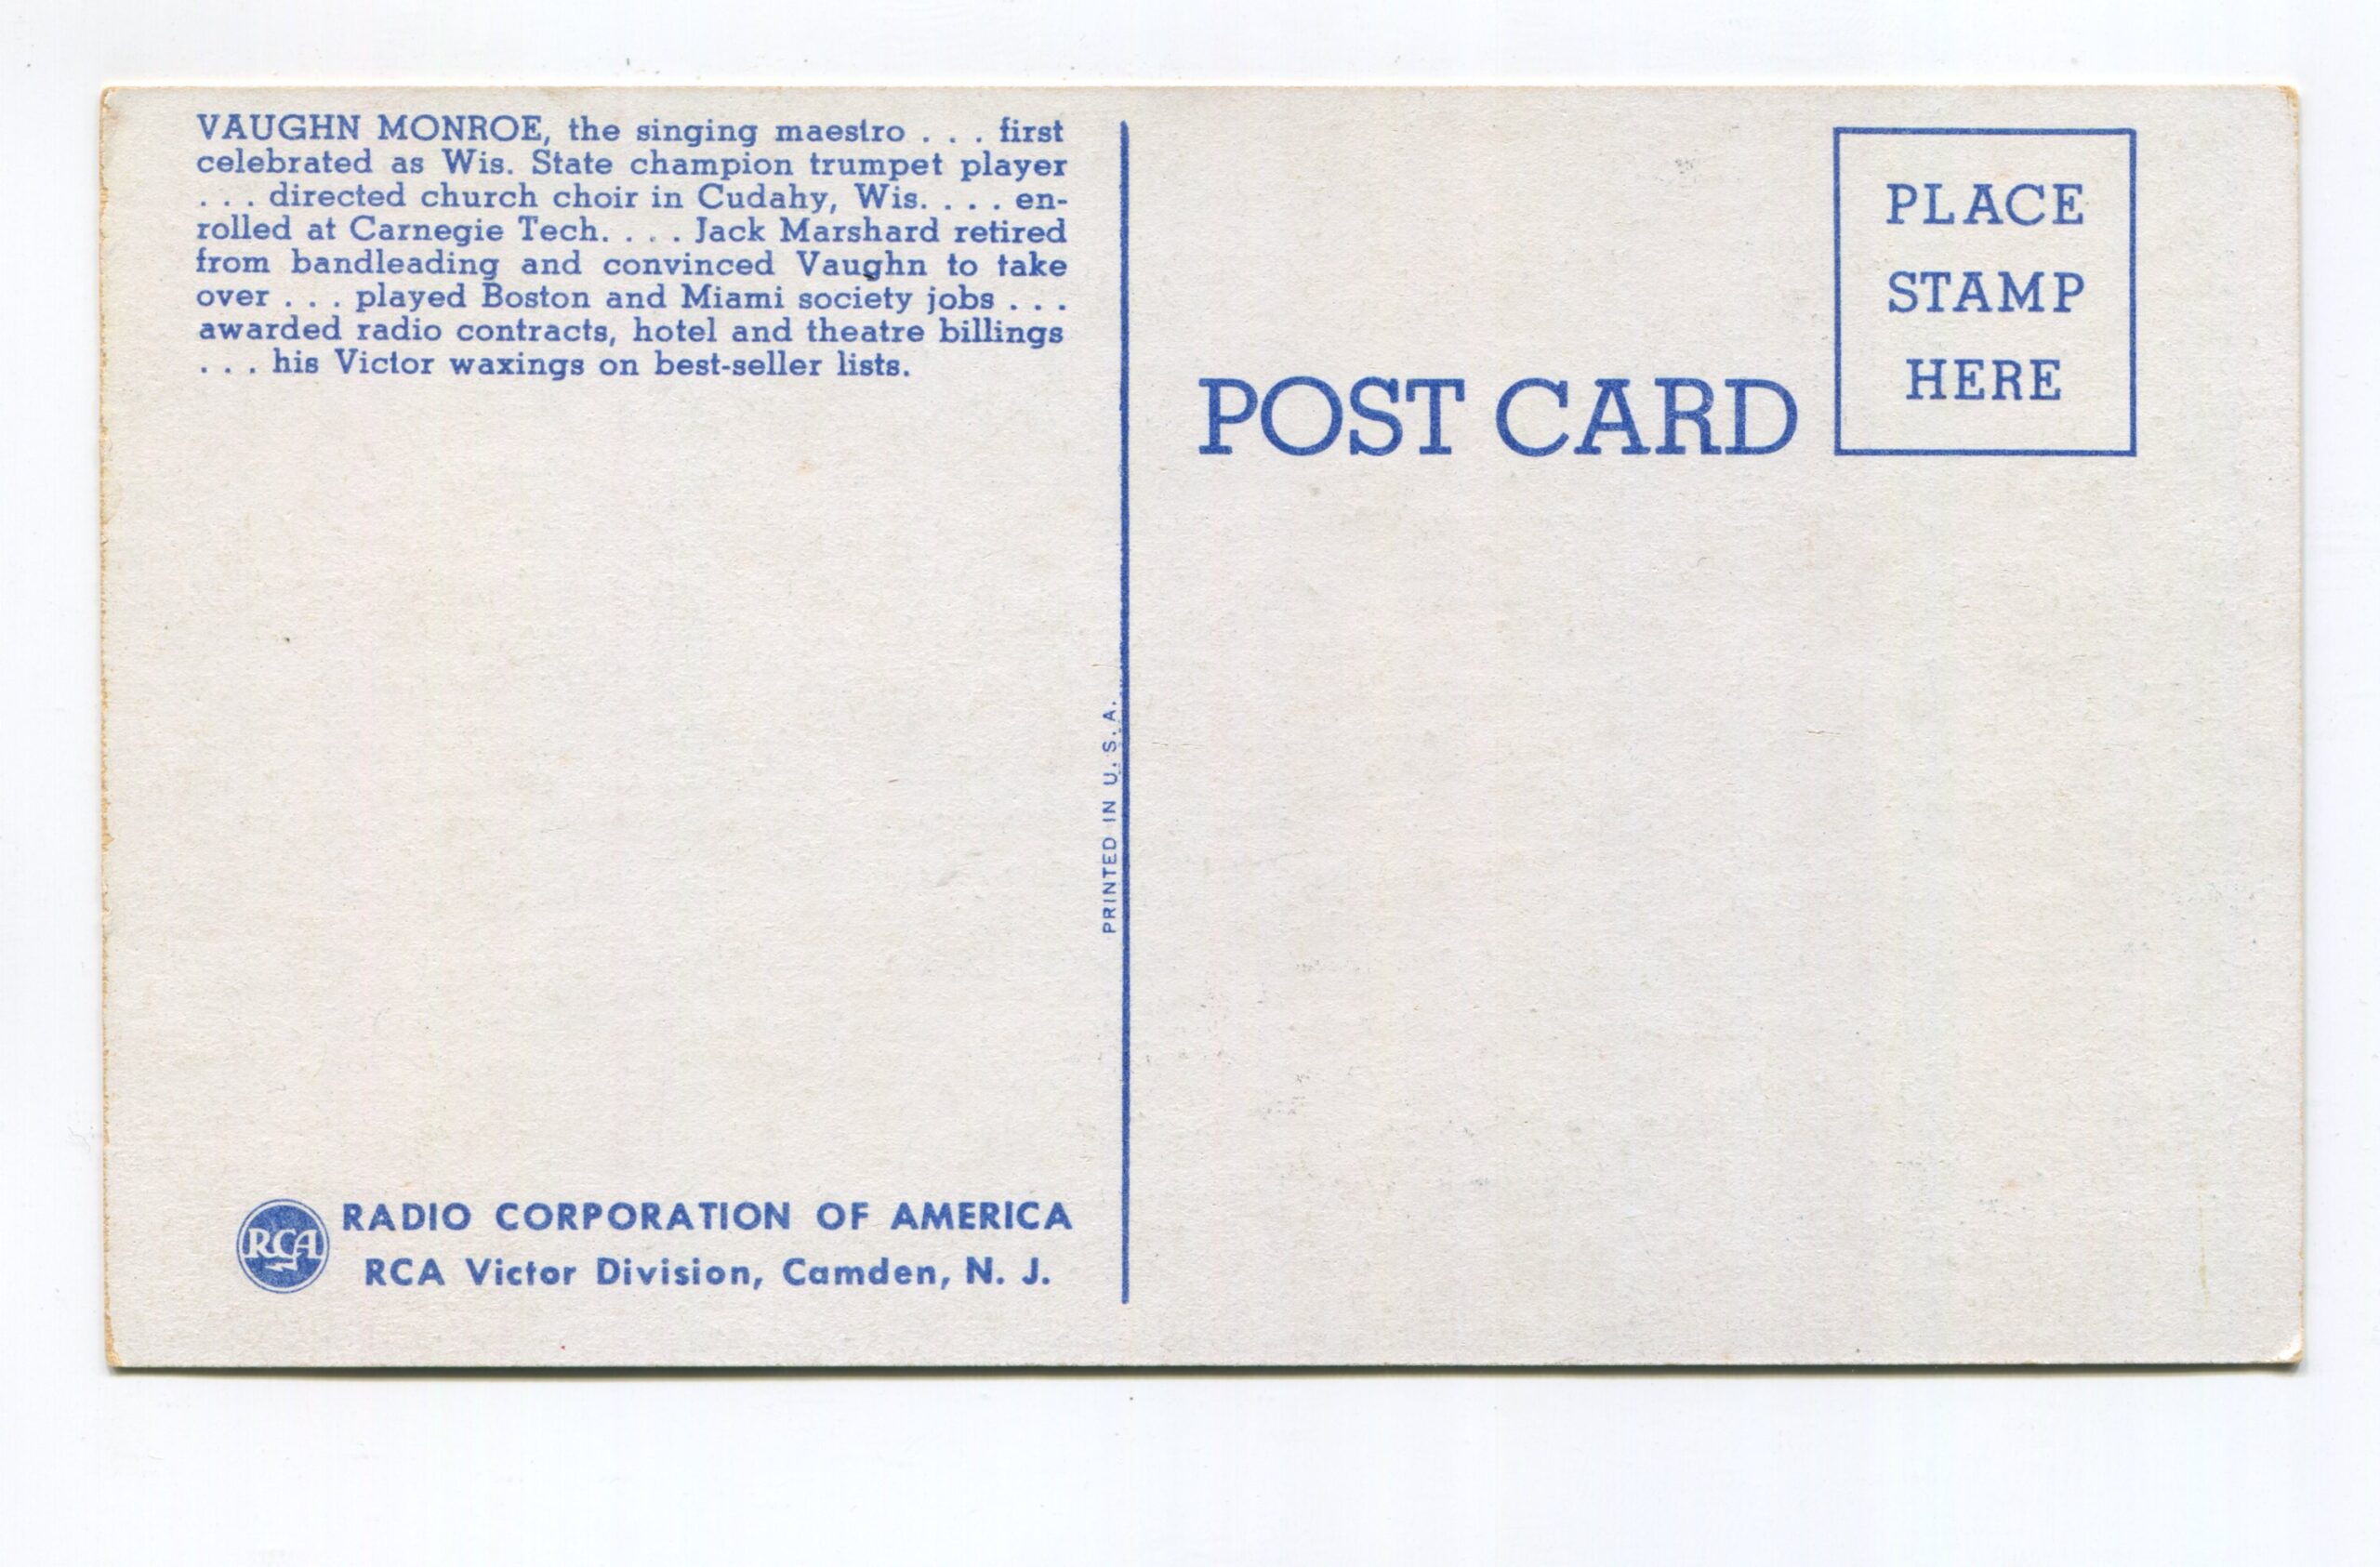 VAUGHN MONROE, the singing maestro . . . first
celebrated as Wis. State champion trumpet player
. . . directed church choir in Cudahy, Wis. . . . en-
rolled at Carnegie Tech. . . . Jack Marshard retired
from bandleading and convinced Vaughn to take
over . . . played Boston and Miami society jobs . . .
awarded radio contracts, hotel and theatre billings
. . . his Victor waxings on best-seller lists.
PRINTED IN U. S. A.
RCA
RADIO CORPORATION OF AMERICA
RCA Victor Division, Camden, N. J.
POST CARD
PLACE
STAMP
HERE